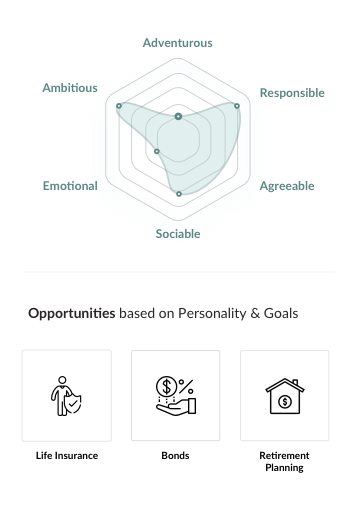 Adventurous
Ambitious
Responsible
Emotional
Agreeable
Sociable
Opportunities based on Personality & Goals
$
$ %
$
Life Insurance
Bonds
Retirement
Planning